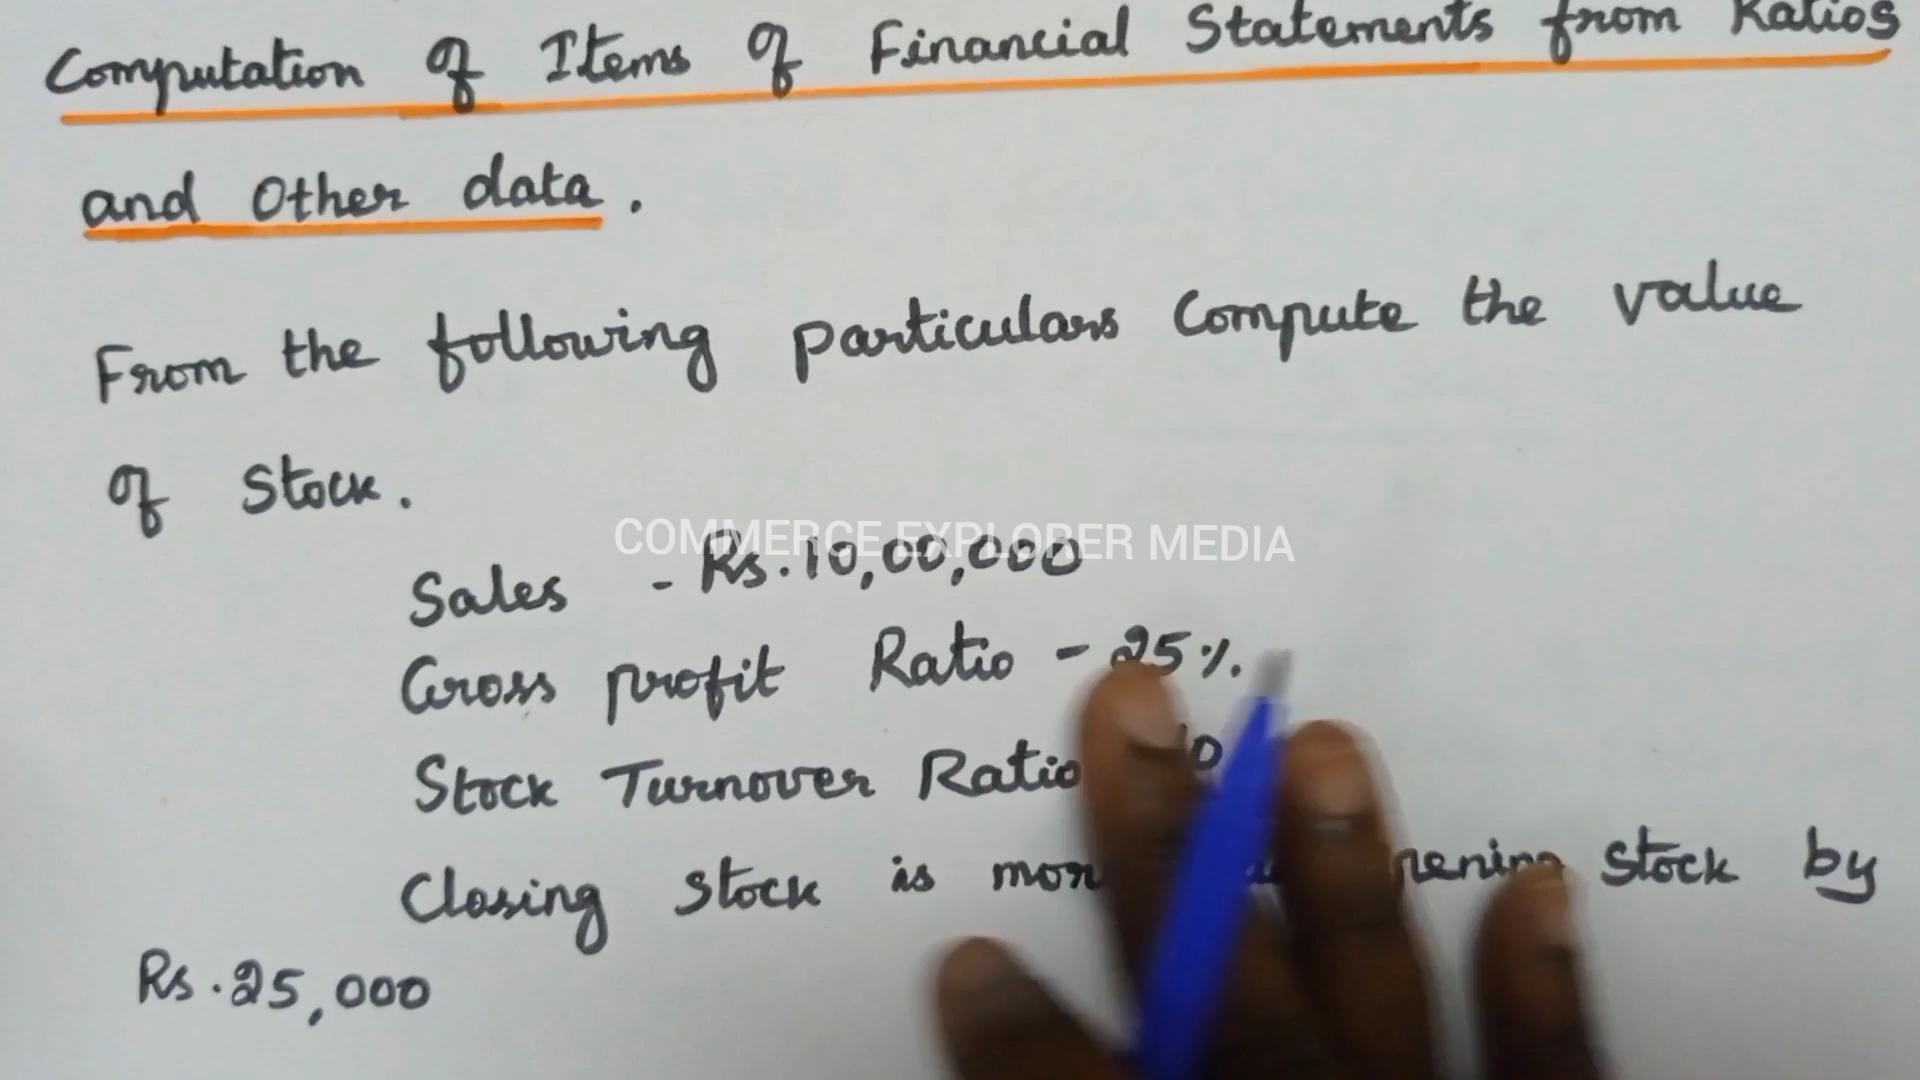 Computation of Items of Financial Statements from Ratios
and Other data.
From the following particulars Compute the value
of Stock.
COMMERCE EXPLORER MEDIA
Sales - Rs.10,00,000
Gross profit Ratio - 25%.
Stock Turnover Ratio
Closing Stock is Stock by
Rs.25,000